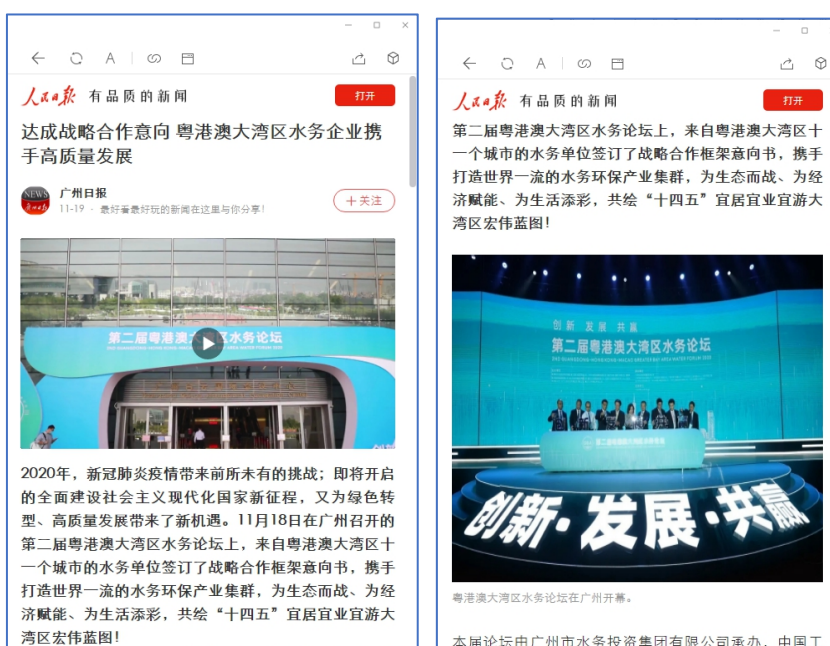 人民日报 有品质的新闻
打开
达成战略合作意向 粤港澳大湾区水务企业携
手高质量发展
NEWS
广州日报
11-19 · 最好看最好玩的新闻在这里与你分享!
+关注
第二届粤港澳大湾区水务论坛
2020年，新冠肺炎疫情带来前所未有的挑战；即将开启
的全面建设社会主义现代化国家新征程，又为绿色转
型、高质量发展带来了新机遇。11月18日在广州召开的
第二届粤港澳大湾区水务论坛上，来自粤港澳大湾区十
一个城市的水务单位签订了战略合作框架意向书，携手
打造世界一流的水务环保产业集群，为生态而战、为经
济赋能、为生活添彩，共绘“十四五”宜居宜业宜游大
湾区宏伟蓝图!
人民日报 有品质的新闻
打开
第二届粤港澳大湾区水务论坛上，来自粤港澳大湾区十
一个城市的水务单位签订了战略合作框架意向书，携手
打造世界一流的水务环保产业集群，为生态而战、为经
济赋能、为生活添彩，共绘“十四五”宜居宜业宜游大
湾区宏伟蓝图!
创新 发展 共赢
第二届粤港澳大湾区水务论坛
创新·发展·共赢
粤港澳大湾区水务论坛在广州开幕。
本届论坛由广州市水务投资集团有限公司承办，中国工